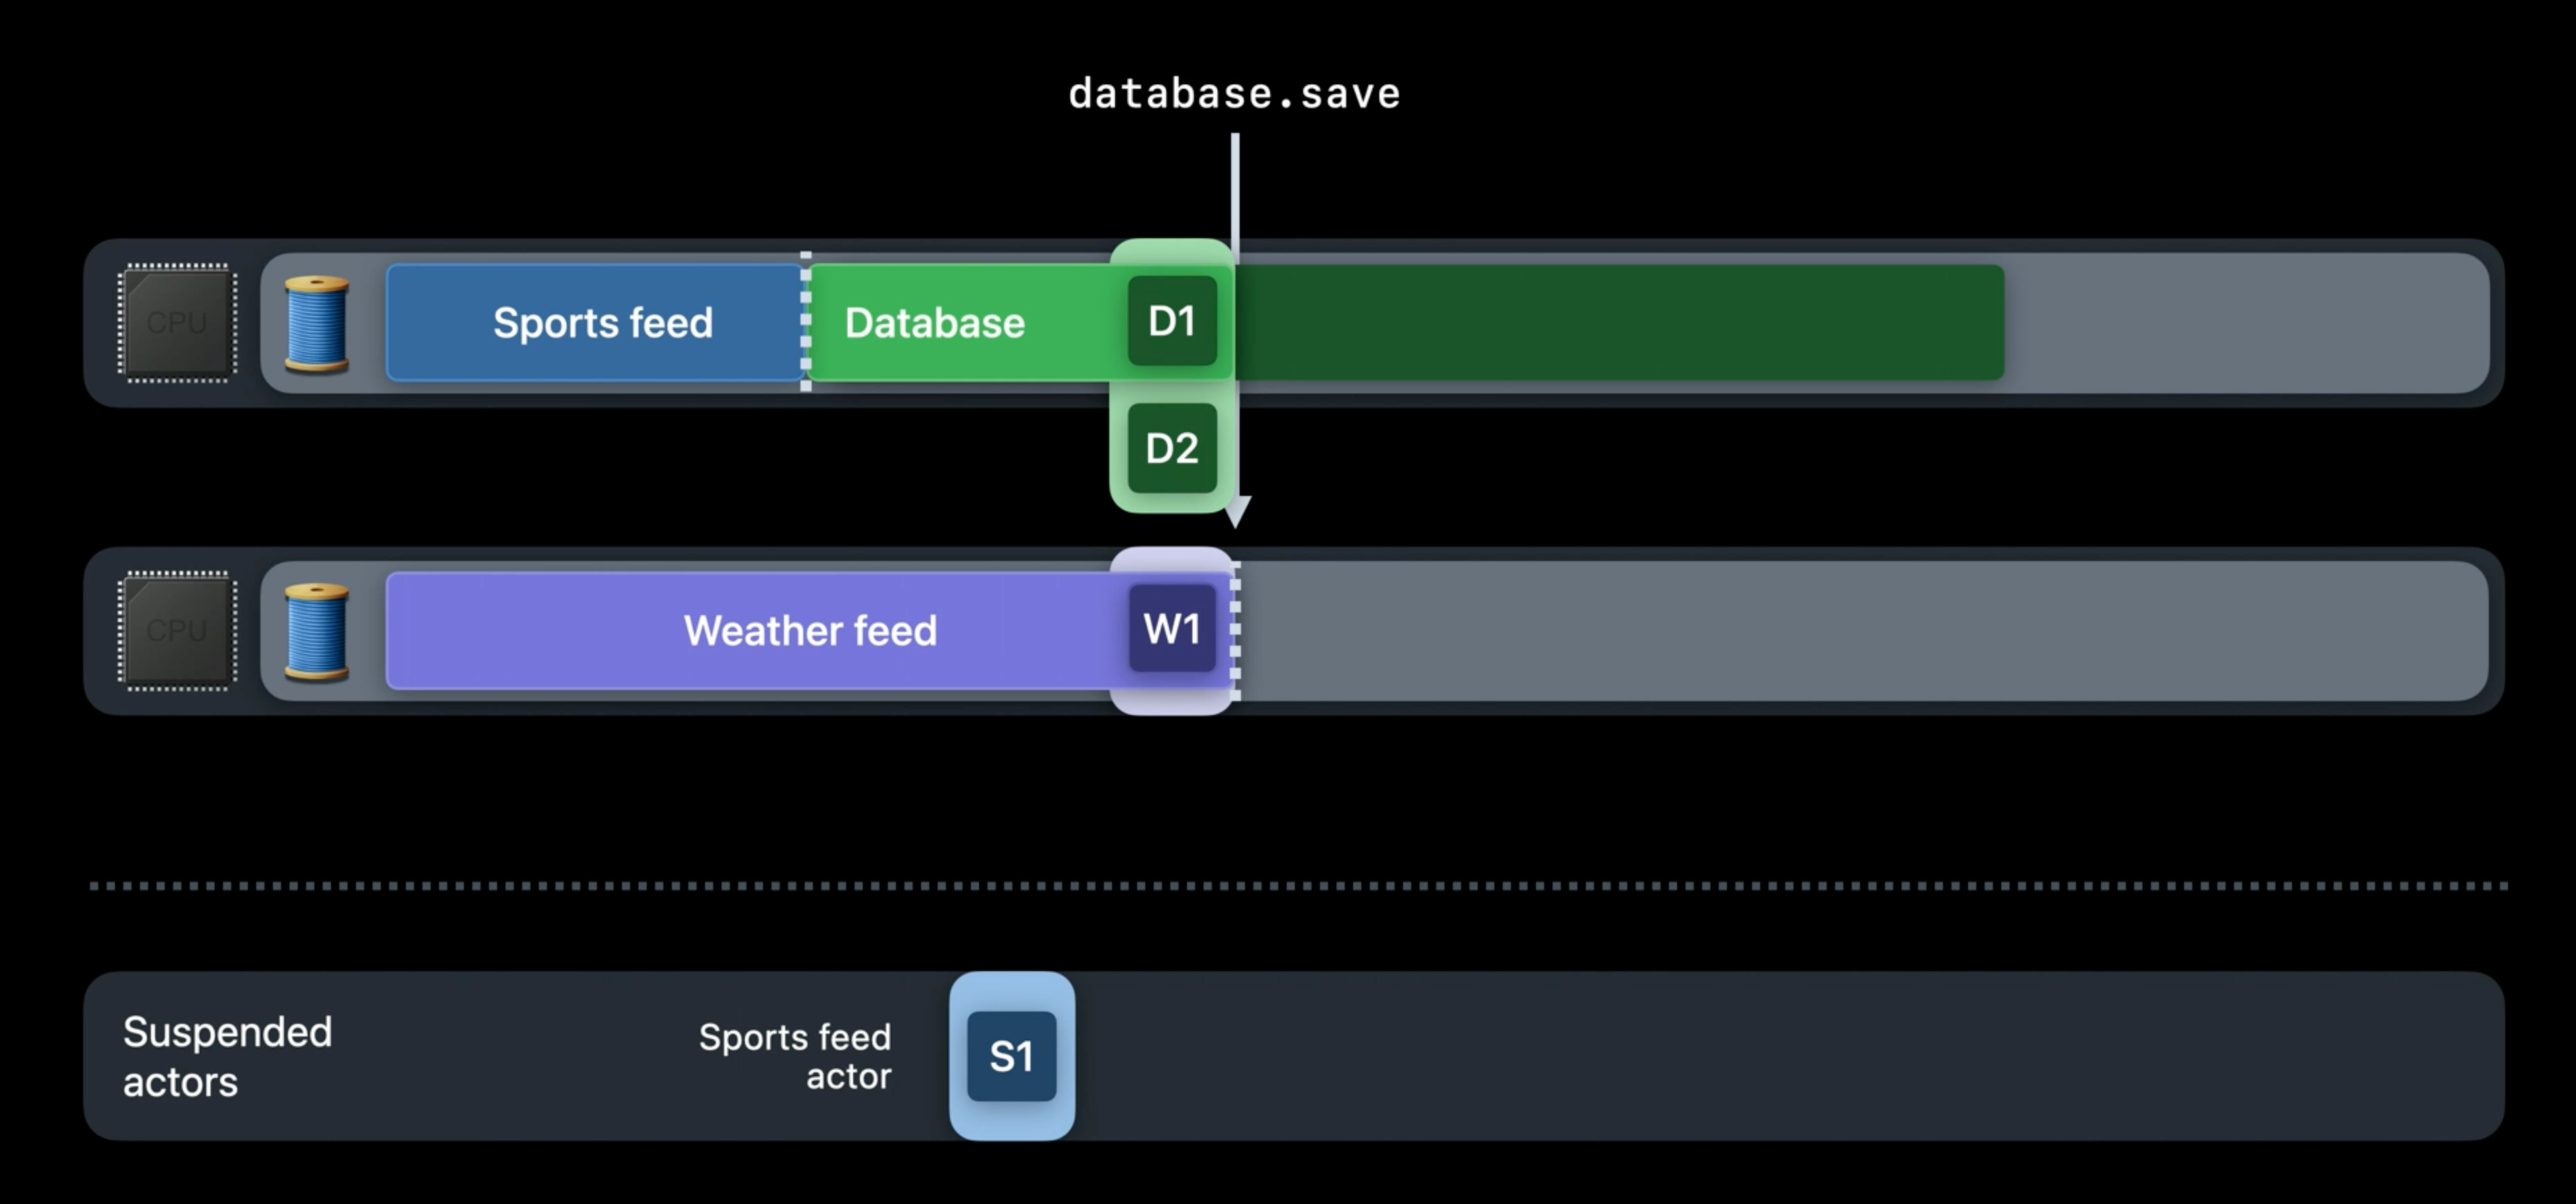 database.save
CPU
Sports feed
Database
D1
D2
CPU
Weather feed
W1
Suspended
actors
Sports feed
actor
S1